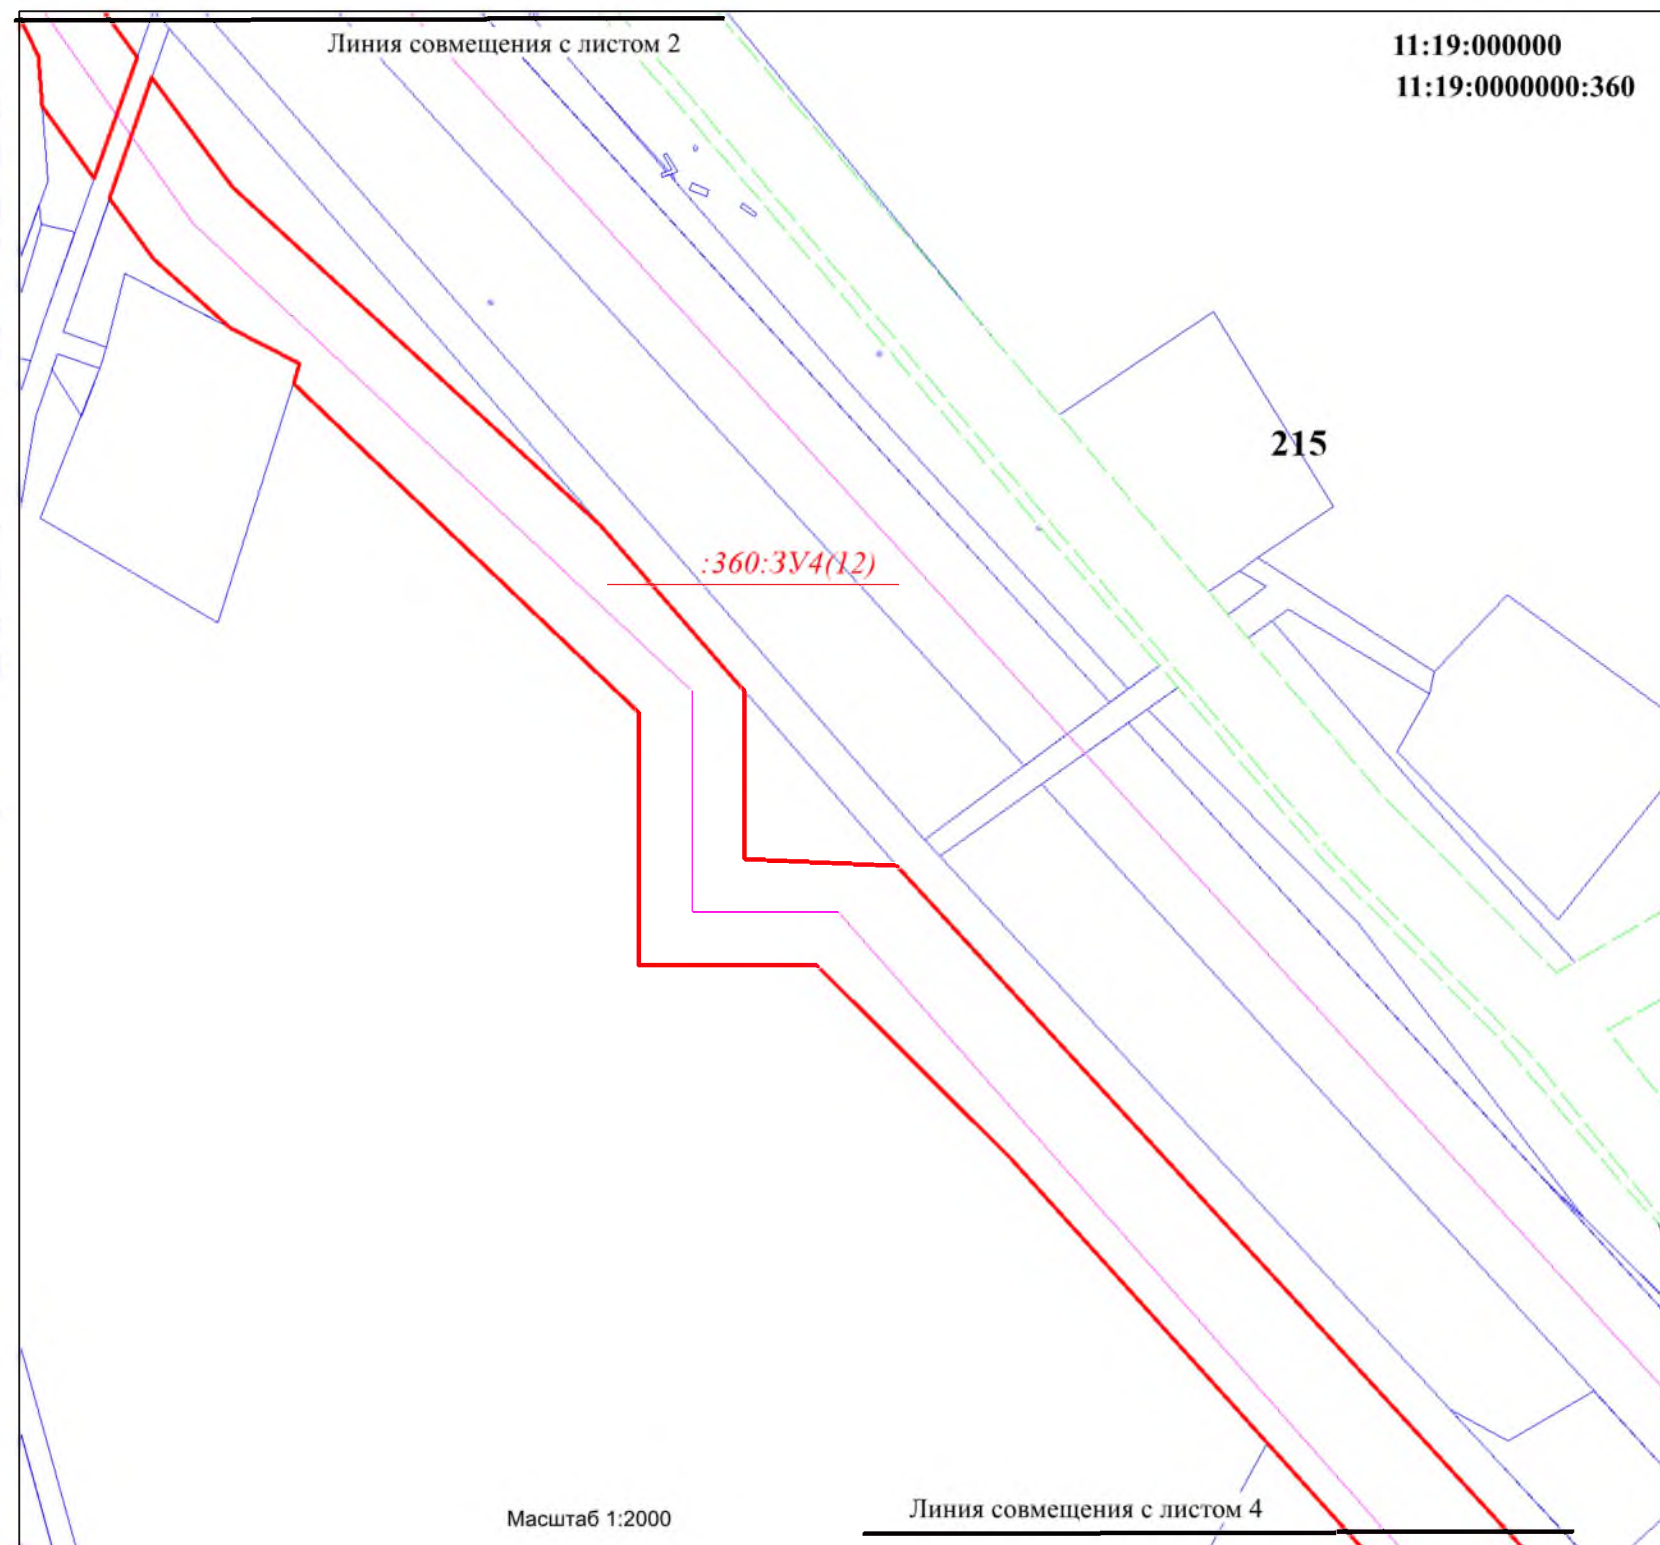 Линия совмещения с листом 2
11:19:000000
11:19:0000000:360
215
:360:ЗУ4(12)
Масштаб 1:2000
Линия совмещения с листом 4